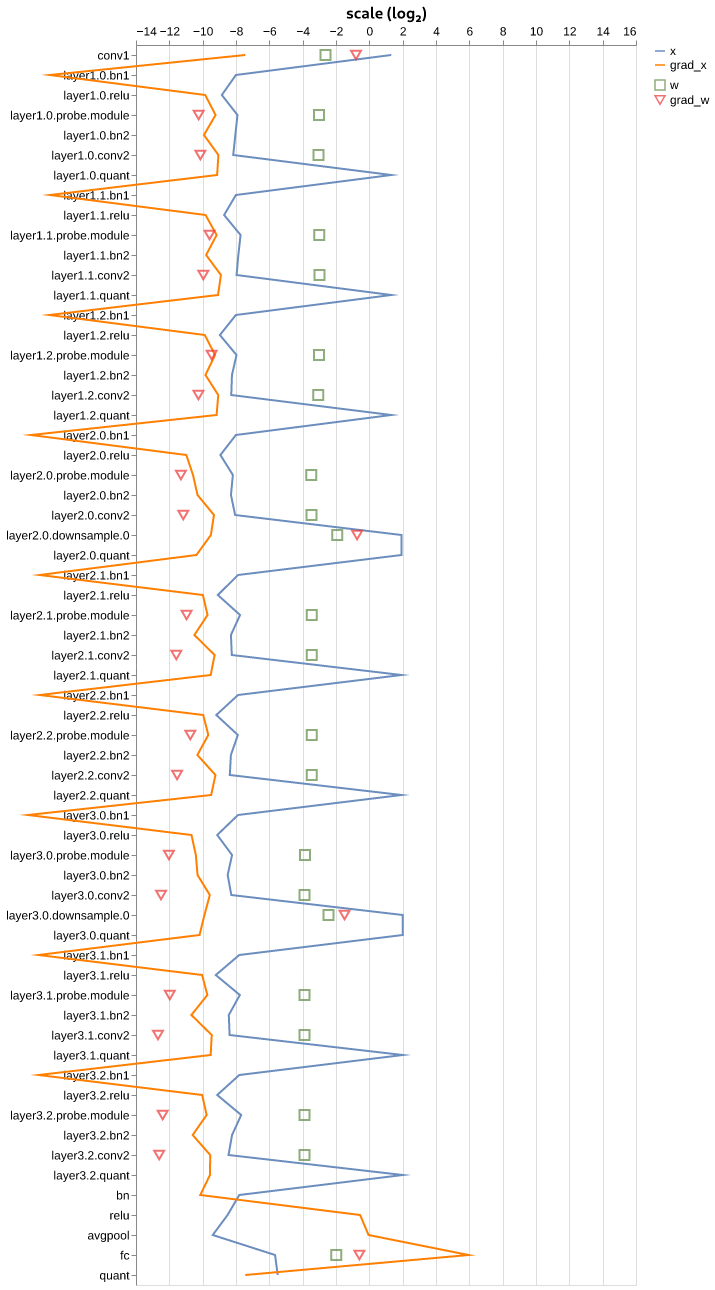 scale (log₂)
−14 −12 −10 −8 −6 −4 −2 0 2 4 6 8 10 12 14 16
x
grad_x
w
grad_w
conv1
layer1.0.bn1
layer1.0.relu
layer1.0.probe.module
layer1.0.bn2
layer1.0.conv2
layer1.0.quant
layer1.1.bn1
layer1.1.relu
layer1.1.probe.module
layer1.1.bn2
layer1.1.conv2
layer1.1.quant
layer1.2.bn1
layer1.2.relu
layer1.2.probe.module
layer1.2.bn2
layer1.2.conv2
layer1.2.quant
layer2.0.bn1
layer2.0.relu
layer2.0.probe.module
layer2.0.bn2
layer2.0.conv2
layer2.0.downsample.0
layer2.0.quant
layer2.1.bn1
layer2.1.relu
layer2.1.probe.module
layer2.1.bn2
layer2.1.conv2
layer2.1.quant
layer2.2.bn1
layer2.2.relu
layer2.2.probe.module
layer2.2.bn2
layer2.2.conv2
layer2.2.quant
layer3.0.bn1
layer3.0.relu
layer3.0.probe.module
layer3.0.bn2
layer3.0.conv2
layer3.0.downsample.0
layer3.0.quant
layer3.1.bn1
layer3.1.relu
layer3.1.probe.module
layer3.1.bn2
layer3.1.conv2
layer3.1.quant
layer3.2.bn1
layer3.2.relu
layer3.2.probe.module
layer3.2.bn2
layer3.2.conv2
layer3.2.quant
bn
relu
avgpool
fc
quant